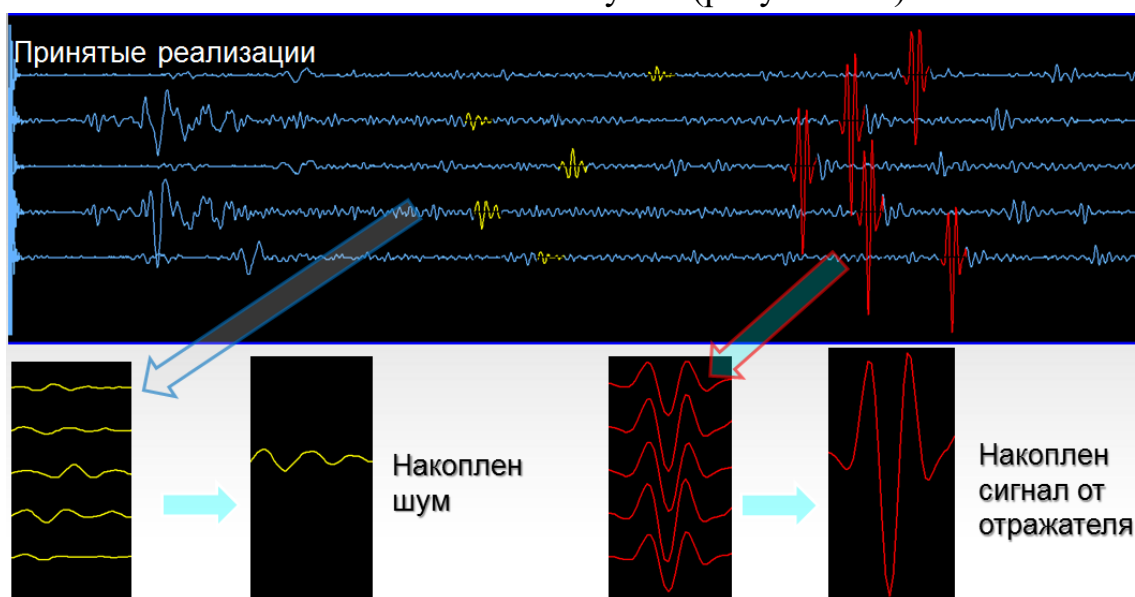 Принятые реализации
Накоплен
шум
Накоплен
сигнал от
отражателя